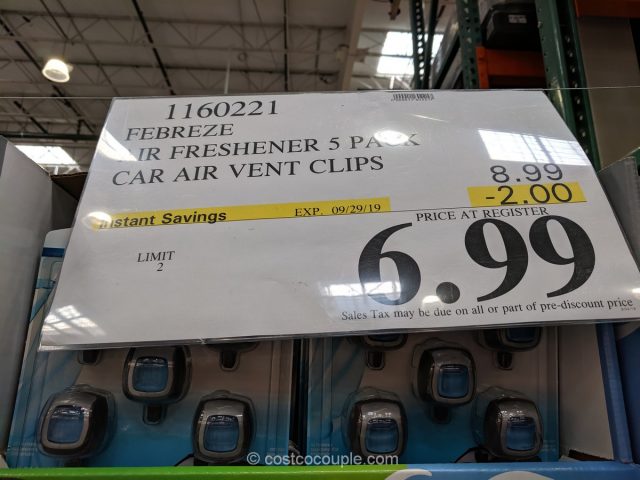 1160221
FEBREZE
AIR FRESHENER 5 PACK
CAR AIR VENT CLIPS
8.99
Instant Savings EXP. 09/29/19 -2.00
PRICE AT REGISTER
LIMIT
2
6.99
Sales Tax may be due on all or part of pre-discount price
© costcocouple.com